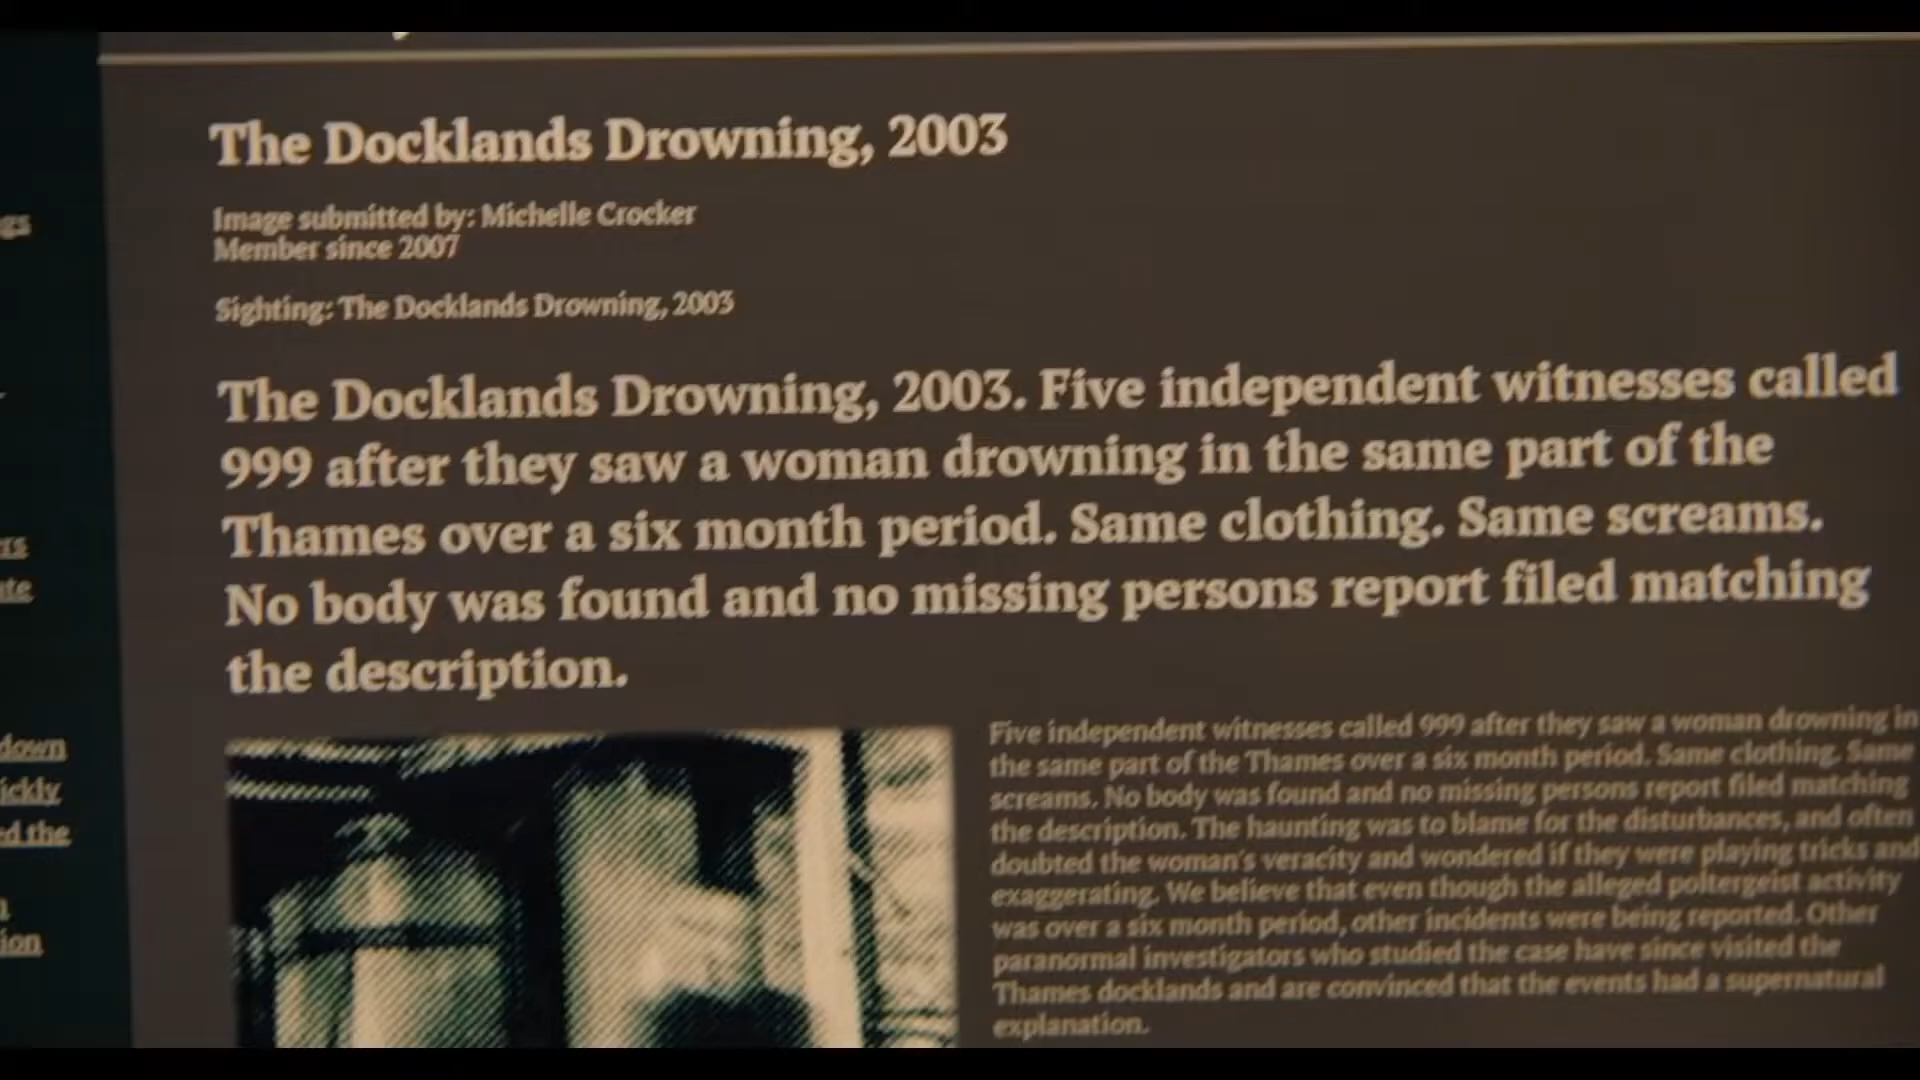 The Docklands Drowning, 2003
Image submitted by: Michelle Crocker
Member since 2007
Sighting: The Docklands Drowning, 2003
The Docklands Drowning, 2003. Five independent witnesses called
999 after they saw a woman drowning in the same part of the
Thames over a six month period. Same clothing. Same screams.
No body was found and no missing persons report filed matching
the description.
Five independent witnesses called 999 after they saw a woman drowning in
the same part of the Thames over a six month period. Same clothing. Same
screams. No body was found and no missing persons report filed matching
the description. The haunting was to blame for the disturbances, and often
doubted the woman's veracity and wondered if they were playing tricks and
exaggerating. We believe that even though the alleged poltergeist activity
was over a six month period, other incidents were being reported. Other
paranormal investigators who studied the case have since visited the
Thames docklands and are convinced that the events had a supernatural
explanation.
down
ickly
ed the
ion